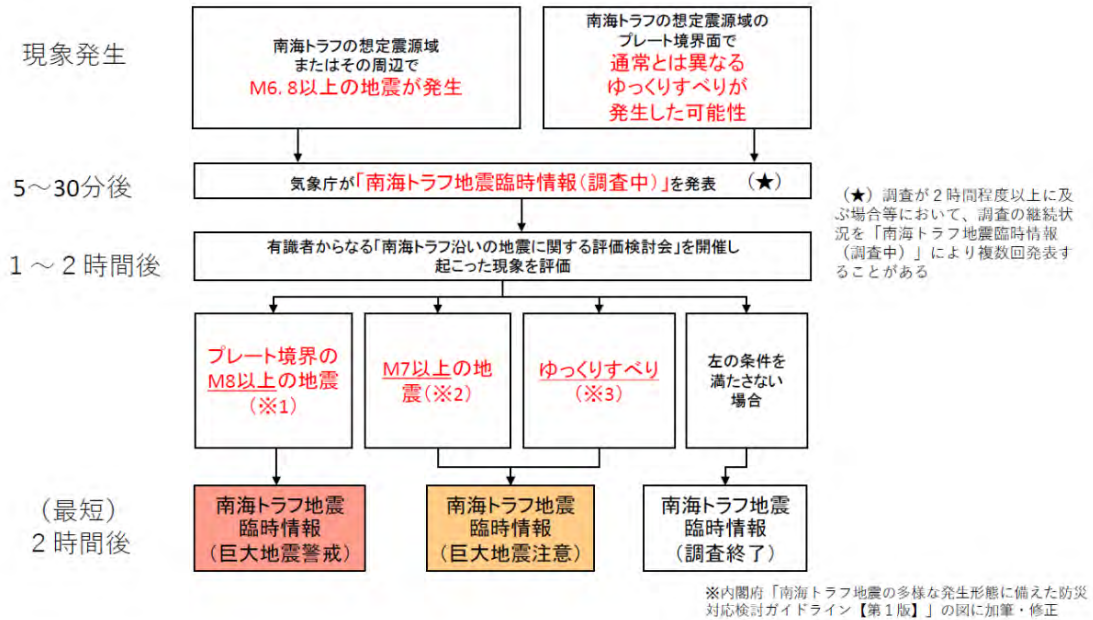 現象発生
南海トラフの想定震源域
またはその周辺で
M6.8以上の地震が発生
南海トラフの想定震源域の
プレート境界面で
通常とは異なる
ゆっくりすべりが
発生した可能性
5～30分後
気象庁が「南海トラフ地震臨時情報(調査中)」を発表 (★)
(★)調査が2時間程度以上に及
ぶ場合等において、調査の継続状
況を「南海トラフ地震臨時情報
(調査中)」により複数回発表す
ることがある
1～2時間後
有識者からなる「南海トラフ沿いの地震に関する評価検討会」を開催し
起こった現象を評価
プレート境界の
M8以上の地震
(※1)
M7以上の地
震(※2)
ゆっくりすべり
(※3)
左の条件を
満たさない
場合
(最短)
2時間後
南海トラフ地震
臨時情報
(巨大地震警戒)
南海トラフ地震
臨時情報
(巨大地震注意)
南海トラフ地震
臨時情報
(調査終了)
※内閣府「南海トラフ地震の多様な発生形態に備えた防災
対応検討ガイドライン【第1版】」の図に加筆・修正